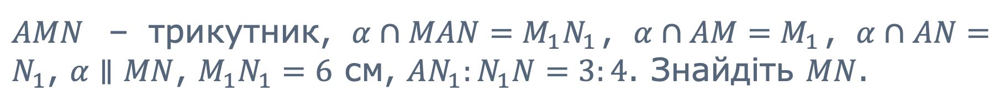 AMN – трикутник, α ∩ MAN = M₁N₁, α ∩ AM = M₁, α ∩ AN =
N₁, α ∥ MN, M₁N₁ = 6 см, AN₁: N₁N = 3: 4. Знайдіть MN.